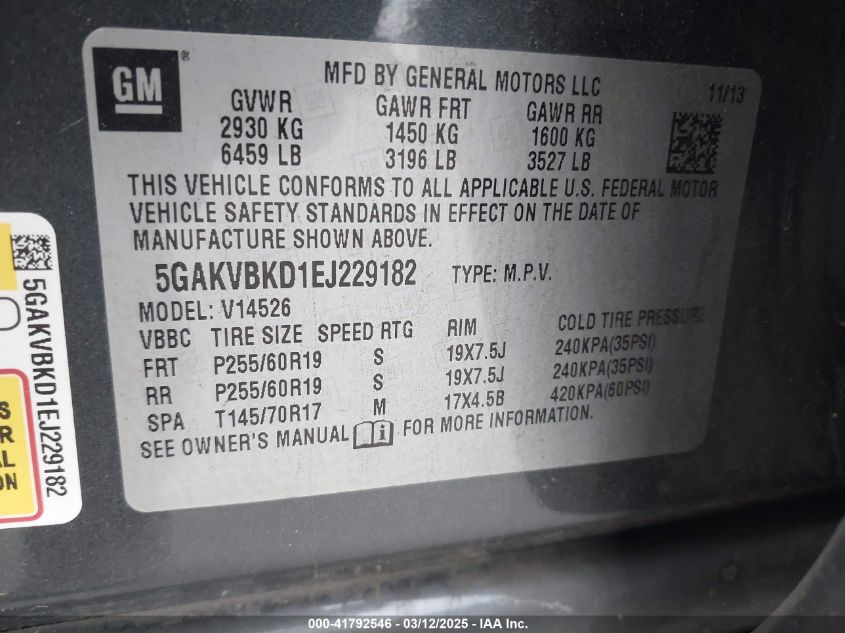 GM ®
MFD BY GENERAL MOTORS LLC
11/13
GVWR GAWR FRT GAWR RR
2930 KG 1450 KG 1600 KG
6459 LB 3196 LB 3527 LB
THIS VEHICLE CONFORMS TO ALL APPLICABLE U.S. FEDERAL MOTOR
VEHICLE SAFETY STANDARDS IN EFFECT ON THE DATE OF
MANUFACTURE SHOWN ABOVE.
5GAKVBKD1EJ229182 TYPE: M.P.V.
MODEL: V14526
VBBC TIRE SIZE SPEED RTG RIM COLD TIRE PRESSURE
FRT P255/60R19 S 19X7.5J 240KPA(35PSI)
RR P255/60R19 S 19X7.5J 240KPA(35PSI)
SPA T145/70R17 M 17X4.5B 420KPA(60PSI)
SEE OWNER'S MANUAL i FOR MORE INFORMATION.
5GAKVBKD1EJ229182
S
R
AL
ON
000-41792546 - 03/12/2025 - IAA Inc.